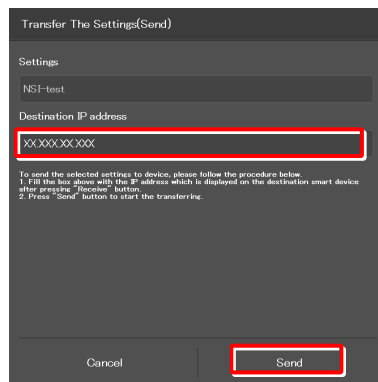 Transfer The Settings(Send)
Settings
NSI-test
Destination IP address
XX.XXX.XX.XXX
To send the selected settings to device, please follow the procedure below.
1. Fill the box above with the IP address which is displayed on the destination smart device
after pressing "Receive" button.
2. Press "Send" button to start the transferring.
Cancel
Send